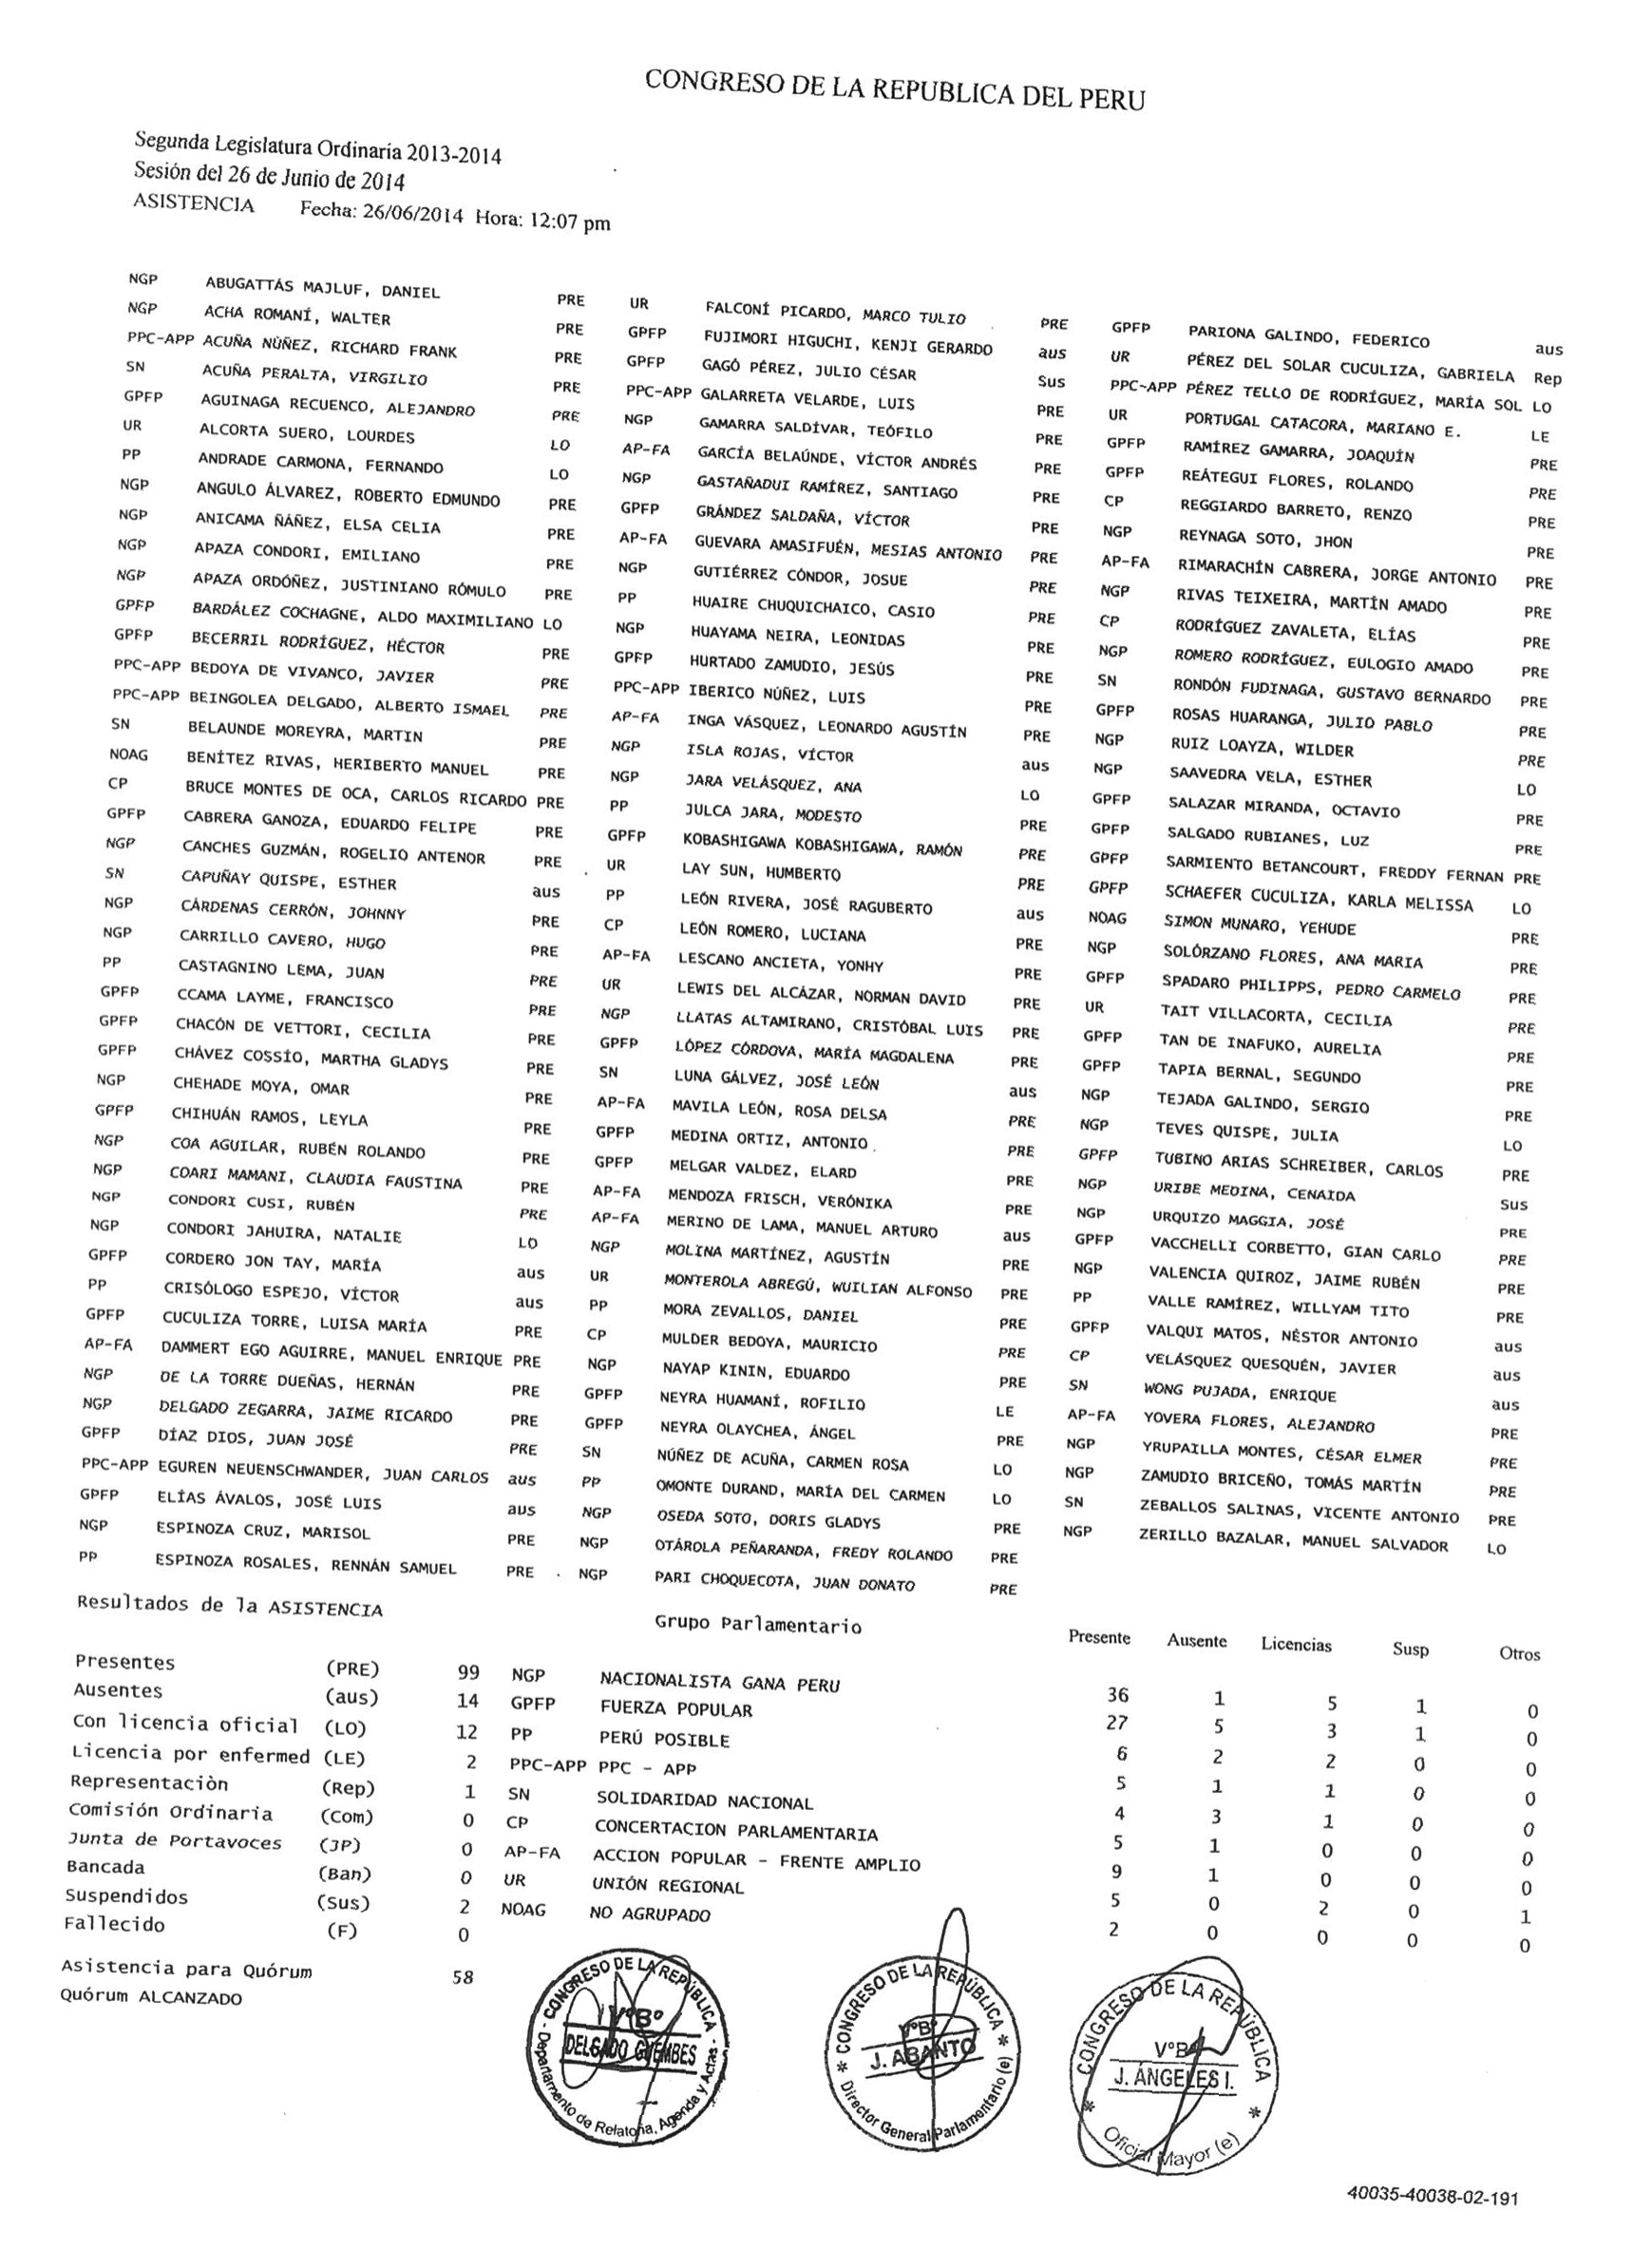 CONGRESO DE LA REPUBLICA DEL PERU
Segunda Legislatura Ordinaria 2013-2014
Sesión del 26 de Junio de 2014
ASISTENCIA Fecha: 26/06/2014 Hora: 12:07 pm
NGP ABUGATTÁS MAJLUF, DANIEL PRE UR FALCONÍ PICARDO, MARCO TULIO PRE GPFP PARIONA GALINDO, FEDERICO aus
NGP ACHA ROMANÍ, WALTER PRE GPFP FUJIMORI HIGUCHI, KENJI GERARDO aus UR PÉREZ DEL SOLAR CUCULIZA, GABRIELA Rep
PPC-APP ACUÑA NÚÑEZ, RICHARD FRANK PRE GPFP GAGÓ PÉREZ, JULIO CÉSAR Sus PPC-APP PÉREZ TELLO DE RODRÍGUEZ, MARÍA SOL LO
SN ACUÑA PERALTA, VIRGILIO PRE PPC-APP GALARRETA VELARDE, LUIS PRE UR PORTUGAL CATACORA, MARIANO E. LE
GPFP AGUINAGA RECUENCO, ALEJANDRO PRE NGP GAMARRA SALDÍVAR, TEÓFILO PRE GPFP RAMÍREZ GAMARRA, JOAQUÍN PRE
UR ALCORTA SUERO, LOURDES LO AP-FA GARCÍA BELAÚNDE, VÍCTOR ANDRÉS PRE GPFP REÁTEGUI FLORES, ROLANDO PRE
PP ANDRADE CARMONA, FERNANDO LO NGP GASTAÑADUI RAMÍREZ, SANTIAGO PRE CP REGGIARDO BARRETO, RENZO PRE
NGP ANGULO ÁLVAREZ, ROBERTO EDMUNDO PRE GPFP GRÁNDEZ SALDAÑA, VÍCTOR PRE NGP REYNAGA SOTO, JHON PRE
NGP ANICAMA ÑÁÑEZ, ELSA CELIA PRE AP-FA GUEVARA AMASIFUÉN, MESIAS ANTONIO PRE AP-FA RIMARACHÍN CABRERA, JORGE ANTONIO PRE
NGP APAZA CONDORI, EMILIANO PRE NGP GUTIÉRREZ CÓNDOR, JOSUE PRE NGP RIVAS TEIXEIRA, MARTÍN AMADO PRE
NGP APAZA ORDÓÑEZ, JUSTINIANO RÓMULO PRE PP HUAIRE CHUQUICHAICO, CASIO PRE CP RODRÍGUEZ ZAVALETA, ELÍAS PRE
GPFP BARDÁLEZ COCHAGNE, ALDO MAXIMILIANO LO NGP HUAYAMA NEIRA, LEONIDAS PRE NGP ROMERO RODRÍGUEZ, EULOGIO AMADO PRE
GPFP BECERRIL RODRÍGUEZ, HÉCTOR PRE GPFP HURTADO ZAMUDIO, JESÚS PRE SN RONDÓN FUDINAGA, GUSTAVO BERNARDO PRE
PPC-APP BEDOYA DE VIVANCO, JAVIER PRE PPC-APP IBERICO NÚÑEZ, LUIS PRE GPFP ROSAS HUARANGA, JULIO PABLO PRE
PPC-APP BEINGOLEA DELGADO, ALBERTO ISMAEL PRE AP-FA INGA VÁSQUEZ, LEONARDO AGUSTÍN PRE NGP RUIZ LOAYZA, WILDER PRE
SN BELAUNDE MOREYRA, MARTIN PRE NGP ISLA ROJAS, VÍCTOR aus NGP SAAVEDRA VELA, ESTHER LO
NOAG BENÍTEZ RIVAS, HERIBERTO MANUEL PRE NGP JARA VELÁSQUEZ, ANA LO GPFP SALAZAR MIRANDA, OCTAVIO PRE
CP BRUCE MONTES DE OCA, CARLOS RICARDO PRE PP JULCA JARA, MODESTO PRE GPFP SALGADO RUBIANES, LUZ PRE
GPFP CABRERA GANOZA, EDUARDO FELIPE PRE GPFP KOBASHIGAWA KOBASHIGAWA, RAMÓN PRE GPFP SARMIENTO BETANCOURT, FREDDY FERNAN PRE
NGP CANCHES GUZMÁN, ROGELIO ANTENOR PRE UR LAY SUN, HUMBERTO PRE GPFP SCHAEFER CUCULIZA, KARLA MELISSA LO
SN CAPUÑAY QUISPE, ESTHER aus PP LEÓN RIVERA, JOSÉ RAGUBERTO aus NOAG SIMON MUNARO, YEHUDE PRE
NGP CÁRDENAS CERRÓN, JOHNNY PRE CP LEÓN ROMERO, LUCIANA PRE NGP SOLÓRZANO FLORES, ANA MARIA PRE
NGP CARRILLO CAVERO, HUGO PRE AP-FA LESCANO ANCIETA, YONHY PRE GPFP SPADARO PHILIPPS, PEDRO CARMELO PRE
PP CASTAGNINO LEMA, JUAN PRE UR LEWIS DEL ALCÁZAR, NORMAN DAVID PRE UR TAIT VILLACORTA, CECILIA PRE
GPFP CCAMA LAYME, FRANCISCO PRE NGP LLATAS ALTAMIRANO, CRISTÓBAL LUIS PRE GPFP TAN DE INAFUKO, AURELIA PRE
GPFP CHACÓN DE VETTORI, CECILIA PRE GPFP LÓPEZ CÓRDOVA, MARÍA MAGDALENA PRE GPFP TAPIA BERNAL, SEGUNDO PRE
GPFP CHÁVEZ COSSÍO, MARTHA GLADYS PRE SN LUNA GÁLVEZ, JOSÉ LEÓN aus NGP TEJADA GALINDO, SERGIO PRE
NGP CHEHADE MOYA, OMAR PRE AP-FA MAVILA LEÓN, ROSA DELSA PRE NGP TEVES QUISPE, JULIA LO
GPFP CHIHUÁN RAMOS, LEYLA PRE GPFP MEDINA ORTIZ, ANTONIO PRE GPFP TUBINO ARIAS SCHREIBER, CARLOS PRE
NGP COA AGUILAR, RUBÉN ROLANDO PRE GPFP MELGAR VALDEZ, ELARD PRE NGP URIBE MEDINA, CENAIDA Sus
NGP COARI MAMANI, CLAUDIA FAUSTINA PRE AP-FA MENDOZA FRISCH, VERÓNIKA PRE NGP URQUIZO MAGGIA, JOSÉ PRE
NGP CONDORI CUSI, RUBÉN PRE AP-FA MERINO DE LAMA, MANUEL ARTURO aus GPFP VACCHELLI CORBETTO, GIAN CARLO PRE
NGP CONDORI JAHUIRA, NATALIE LO NGP MOLINA MARTÍNEZ, AGUSTÍN PRE NGP VALENCIA QUIROZ, JAIME RUBÉN PRE
GPFP CORDERO JON TAY, MARÍA aus UR MONTEROLA ABREGÚ, WUILIAN ALFONSO PRE PP VALLE RAMÍREZ, WILLYAM TITO PRE
PP CRISÓLOGO ESPEJO, VÍCTOR aus PP MORA ZEVALLOS, DANIEL PRE GPFP VALQUI MATOS, NÉSTOR ANTONIO aus
GPFP CUCULIZA TORRE, LUISA MARÍA PRE CP MULDER BEDOYA, MAURICIO PRE CP VELÁSQUEZ QUESQUÉN, JAVIER aus
AP-FA DAMMERT EGO AGUIRRE, MANUEL ENRIQUE PRE NGP NAYAP KININ, EDUARDO PRE SN WONG PUJADA, ENRIQUE aus
NGP DE LA TORRE DUEÑAS, HERNÁN PRE GPFP NEYRA HUAMANÍ, ROFILIO LE AP-FA YOVERA FLORES, ALEJANDRO PRE
NGP DELGADO ZEGARRA, JAIME RICARDO PRE GPFP NEYRA OLAYCHEA, ÁNGEL PRE NGP YRUPAILLA MONTES, CÉSAR ELMER PRE
GPFP DÍAZ DIOS, JUAN JOSÉ PRE SN NÚÑEZ DE ACUÑA, CARMEN ROSA LO NGP ZAMUDIO BRICEÑO, TOMÁS MARTÍN PRE
PPC-APP EGUREN NEUENSCHWANDER, JUAN CARLOS aus PP OMONTE DURAND, MARÍA DEL CARMEN LO SN ZEBALLOS SALINAS, VICENTE ANTONIO PRE
GPFP ELÍAS ÁVALOS, JOSÉ LUIS aus NGP OSEDA SOTO, DORIS GLADYS PRE NGP ZERILLO BAZALAR, MANUEL SALVADOR LO
NGP ESPINOZA CRUZ, MARISOL PRE NGP OTÁROLA PEÑARANDA, FREDY ROLANDO PRE
PP ESPINOZA ROSALES, RENNÁN SAMUEL PRE NGP PARI CHOQUECOTA, JUAN DONATO PRE
Resultados de la ASISTENCIA Grupo Parlamentario Presente Ausente Licencias Susp Otros
Presentes (PRE) 99 NGP NACIONALISTA GANA PERU 36 1 5 1 0
Ausentes (aus) 14 GPFP FUERZA POPULAR 27 5 3 1 0
Con licencia oficial (LO) 12 PP PERÚ POSIBLE 6 2 2 0 0
Licencia por enfermed (LE) 2 PPC-APP PPC - APP 5 1 1 0 0
Representaciòn (Rep) 1 SN SOLIDARIDAD NACIONAL 4 3 1 0 0
Comisión Ordinaria (Com) 0 CP CONCERTACION PARLAMENTARIA 5 1 0 0 0
Junta de Portavoces (JP) 0 AP-FA ACCION POPULAR - FRENTE AMPLIO 9 1 0 0 0
Bancada (Ban) 0 UR UNIÓN REGIONAL 5 0 2 0 1
Suspendidos (Sus) 2 NOAG NO AGRUPADO 2 0 0 0 0
Fallecido (F) 0
Asistencia para Quórum 58
Quórum ALCANZADO
CONGRESO DE LA REPÚBLICA
V°B°
DELGADO GUEMBES
Departamento de Relatoría, Agenda y Actas
CONGRESO DE LA REPÚBLICA
V°B°
J. ABANTO
Director General Parlamentario (e)
CONGRESO DE LA REPÚBLICA
V°B°
J. ÁNGELES I.
Oficial Mayor (e)
40035-40038-02-191